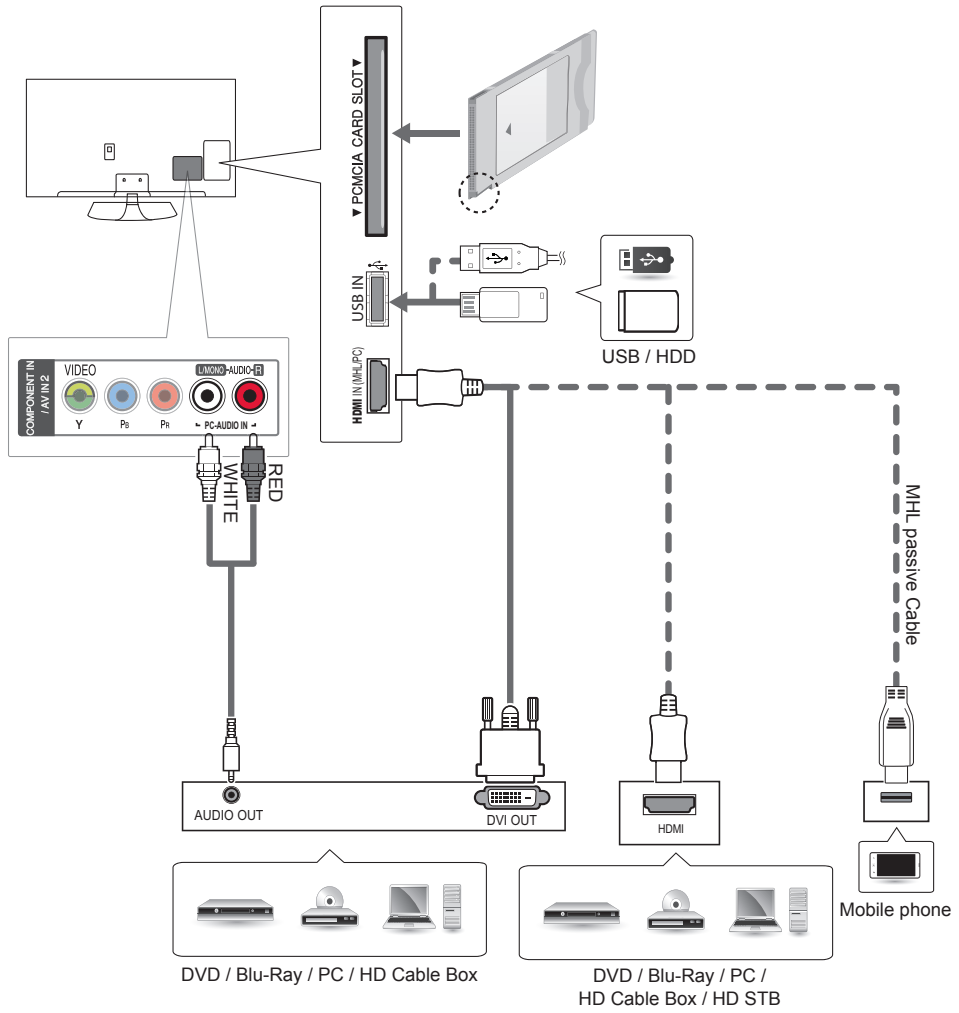 ▼ PCMCIA CARD SLOT ▼
USB IN
USB / HDD
HDMI IN (MHL/PC)
COMPONENT IN
/ AV IN 2
VIDEO
L/MONO-AUDIO-R
Y
PB
PR
PC-AUDIO IN
WHITE
RED
MHL passive Cable
AUDIO OUT
DVI OUT
HDMI
Mobile phone
DVD / Blu-Ray / PC / HD Cable Box
DVD / Blu-Ray / PC /
HD Cable Box / HD STB